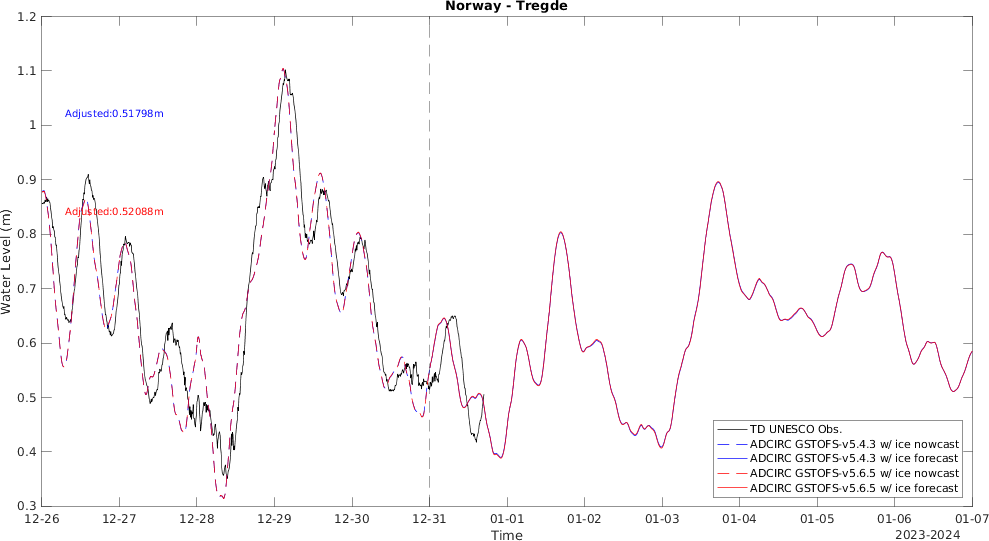 Norway - Tregde
1.2
1.1
1
0.9
0.8
0.7
0.6
0.5
0.4
0.3
Water Level (m)
Adjusted:0.51798m
Adjusted:0.52088m
TD UNESCO Obs.
ADCIRC GSTOFS-v5.4.3 w/ ice nowcast
ADCIRC GSTOFS-v5.4.3 w/ ice forecast
ADCIRC GSTOFS-v5.6.5 w/ ice nowcast
ADCIRC GSTOFS-v5.6.5 w/ ice forecast
12-26 12-27 12-28 12-29 12-30 12-31 01-01 01-02 01-03 01-04 01-05 01-06 01-07
Time
2023-2024